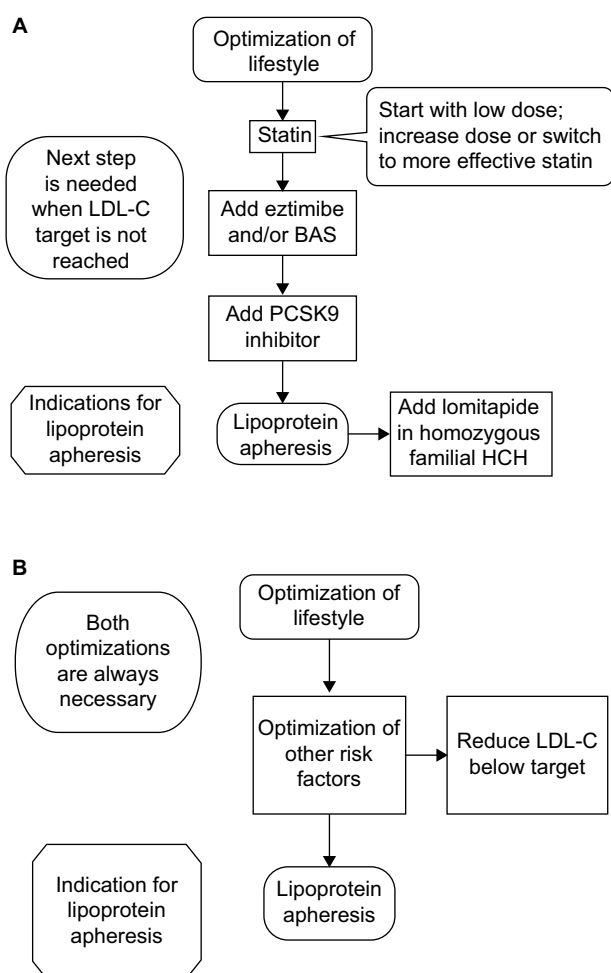 A
Optimization of
lifestyle
Statin
Start with low dose;
increase dose or switch
to more effective statin
Next step
is needed
when LDL-C
target is not
reached
Add eztimibe
and/or BAS
Add PCSK9
inhibitor
Indications for
lipoprotein
apheresis
Lipoprotein
apheresis
Add lomitapide
in homozygous
familial HCH
B
Both
optimizations
are always
necessary
Optimization of
lifestyle
Optimization of
other risk
factors
Reduce LDL-C
below target
Indication for
lipoprotein
apheresis
Lipoprotein
apheresis